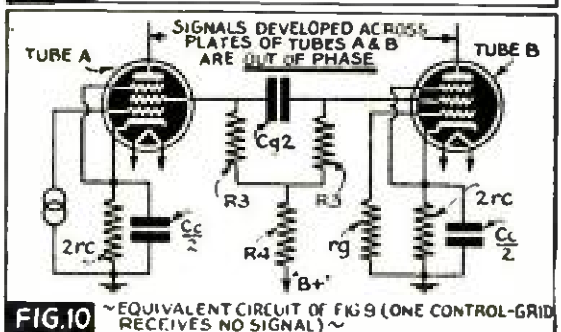 SIGNALS DEVELOPED ACROSS
PLATES OF TUBES A & B
ARE OUT OF PHASE
TUBE A
TUBE B
Cg2
R3
R3
2rc
Cc/2
R4
rg
2rc
Cc/2
"B+"
FIG.10 ~EQUIVALENT CIRCUIT OF FIG 9 (ONE CONTROL-GRID
RECEIVES NO SIGNAL)~